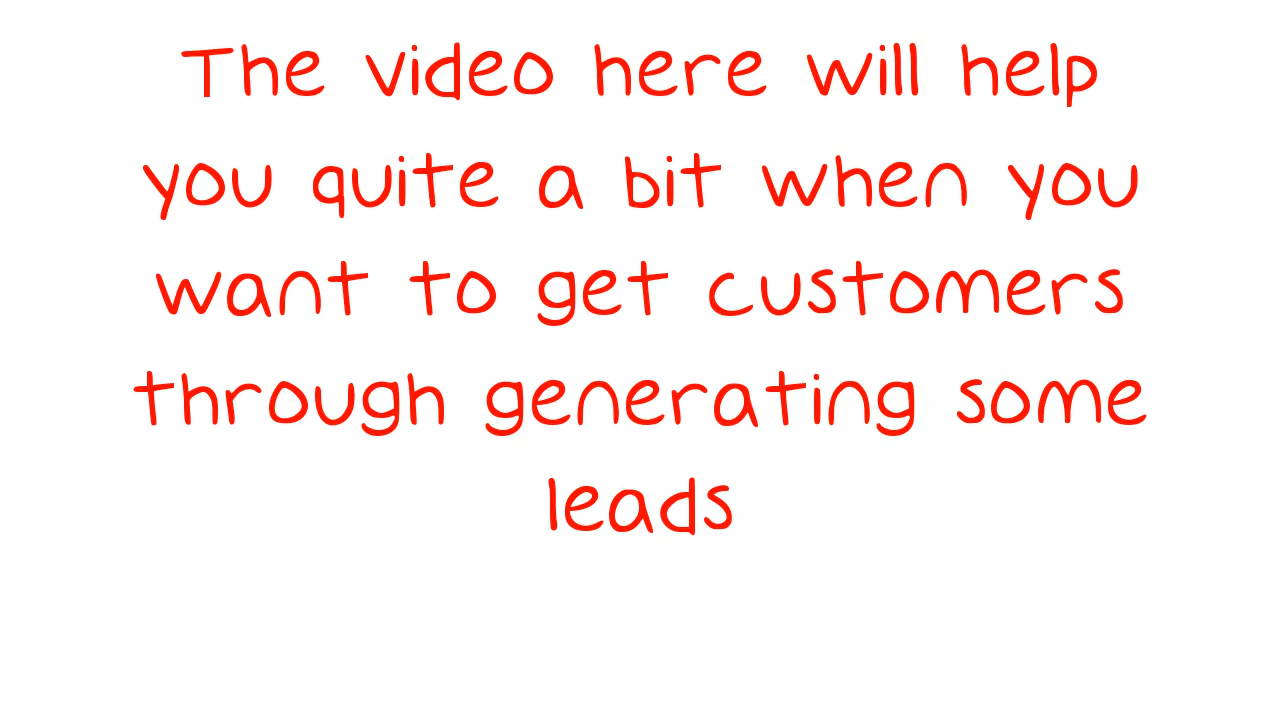 The video here will help
you quite a bit when you
want to get customers
through generating some
leads